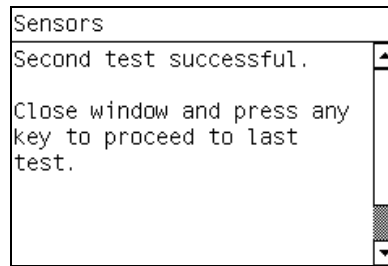 Sensors
Second test successful.
Close window and press any
key to proceed to last
test.